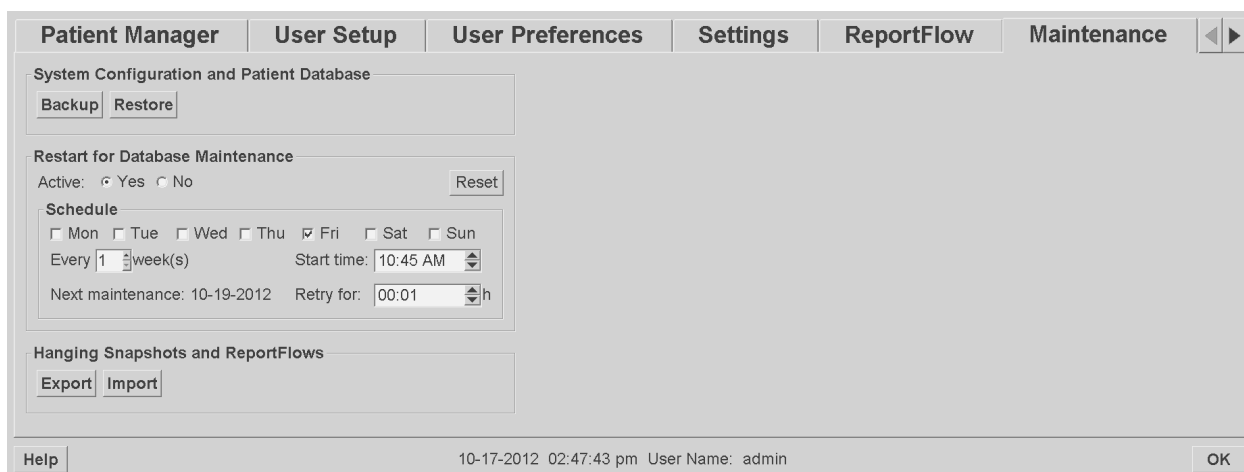 Patient Manager User Setup User Preferences Settings ReportFlow Maintenance
System Configuration and Patient Database
Backup Restore
Restart for Database Maintenance
Active: Yes No Reset
Schedule
Mon Tue Wed Thu Fri Sat Sun
Every 1 week(s) Start time: 10:45 AM
Next maintenance: 10-19-2012 Retry for: 00:01 h
Hanging Snapshots and ReportFlows
Export Import
Help 10-17-2012 02:47:43 pm User Name: admin OK